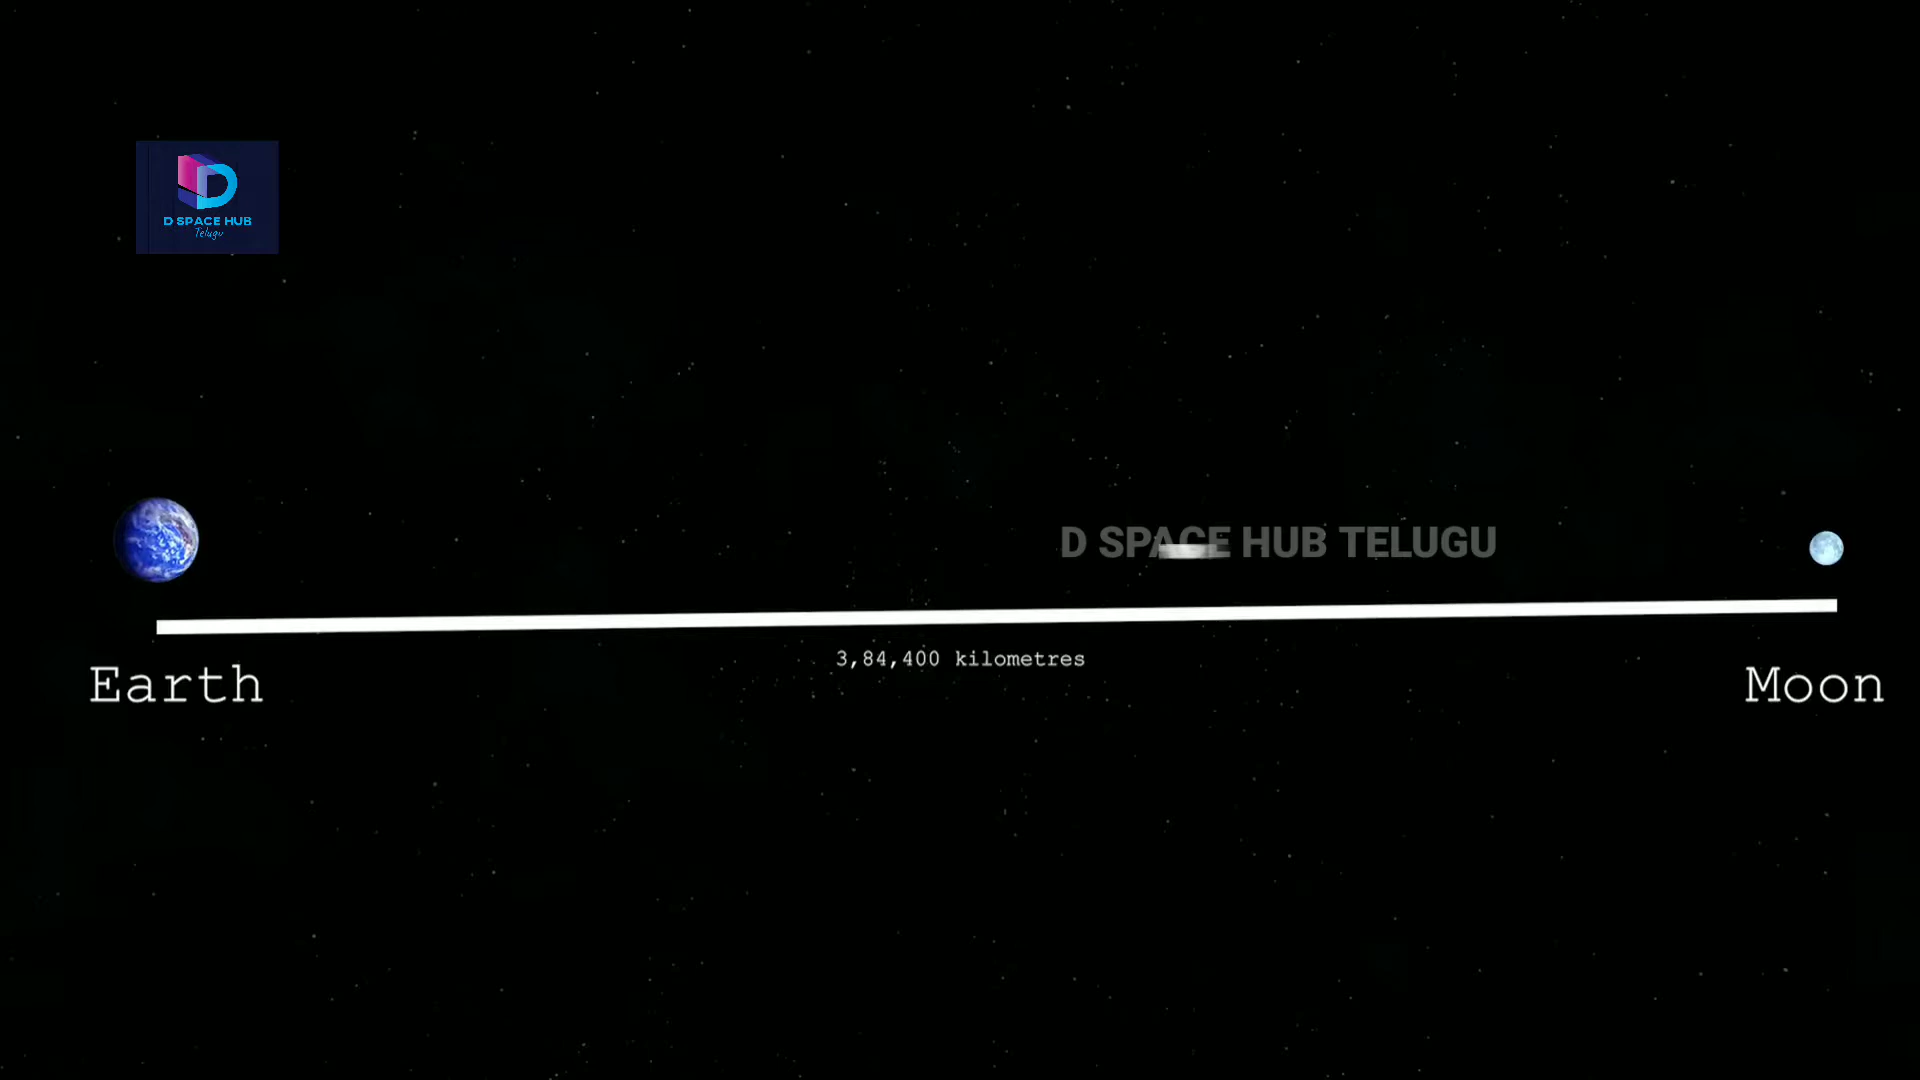 D SPACE HUB
Telugu
D SPACE HUB TELUGU
3,84,400 kilometres
Earth
Moon